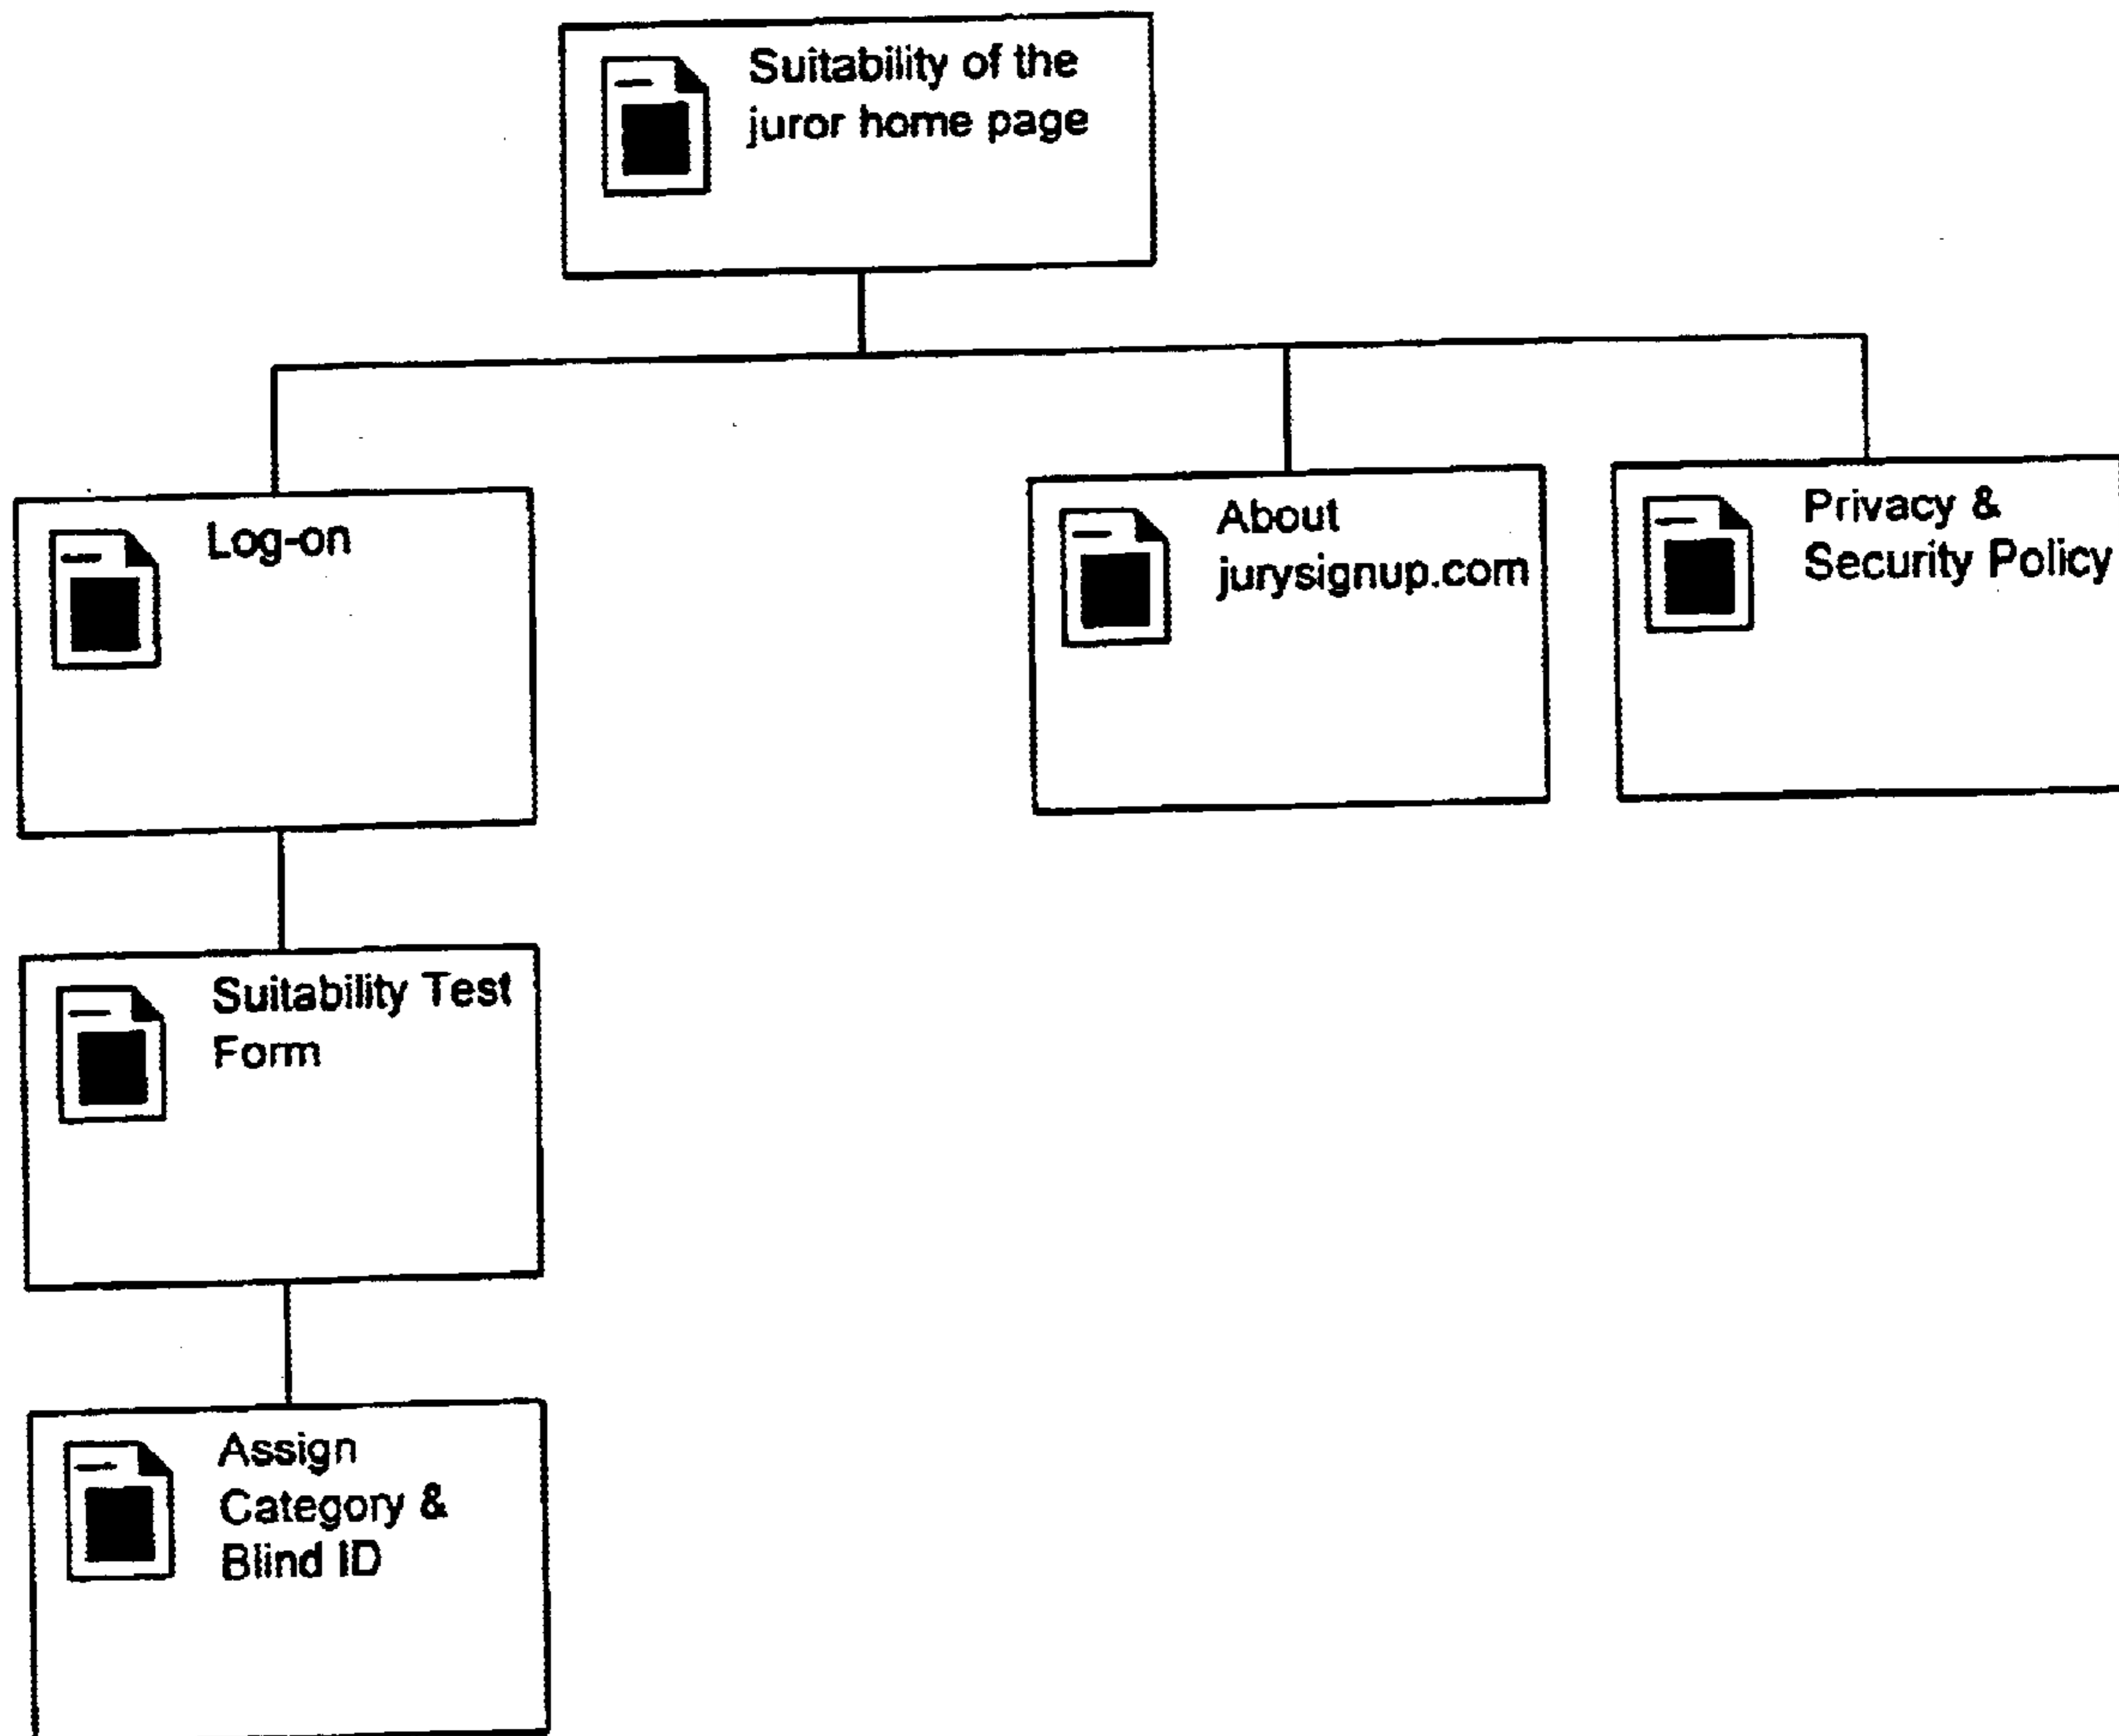 Suitability of the
juror home page
Log-on
About
jurysignup.com
Privacy &
Security Policy
Suitability Test
Form
Assign
Category &
Blind ID